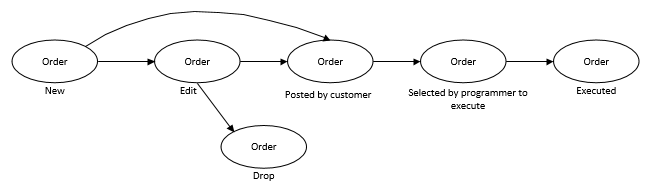 Order
New
Order
Edit
Order
Posted by customer
Order
Selected by programmer to
execute
Order
Executed
Order
Drop